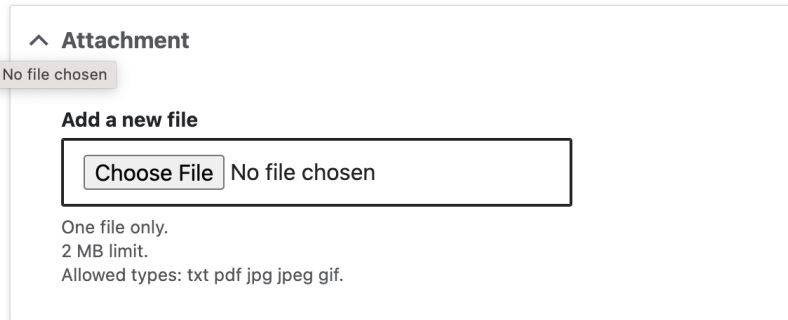 Attachment
No file chosen
Add a new file
Choose File No file chosen
One file only.
2 MB limit.
Allowed types: txt pdf jpg jpeg gif.